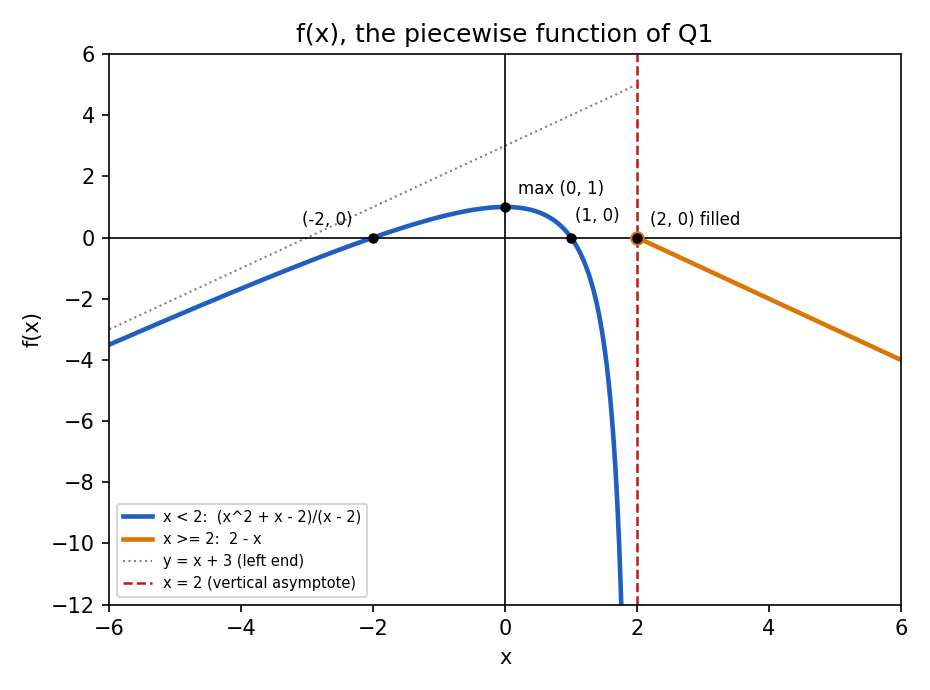 f(x), the piecewise function of Q1
6
4
2
0
−2
−4
−6
−8
−10
−12
f(x)
max (0, 1)
(-2, 0)
(1, 0)
(2, 0) filled
x < 2:  (x^2 + x - 2)/(x - 2)
x >= 2:  2 - x
y = x + 3 (left end)
x = 2 (vertical asymptote)
−6 −4 −2 0 2 4 6
x